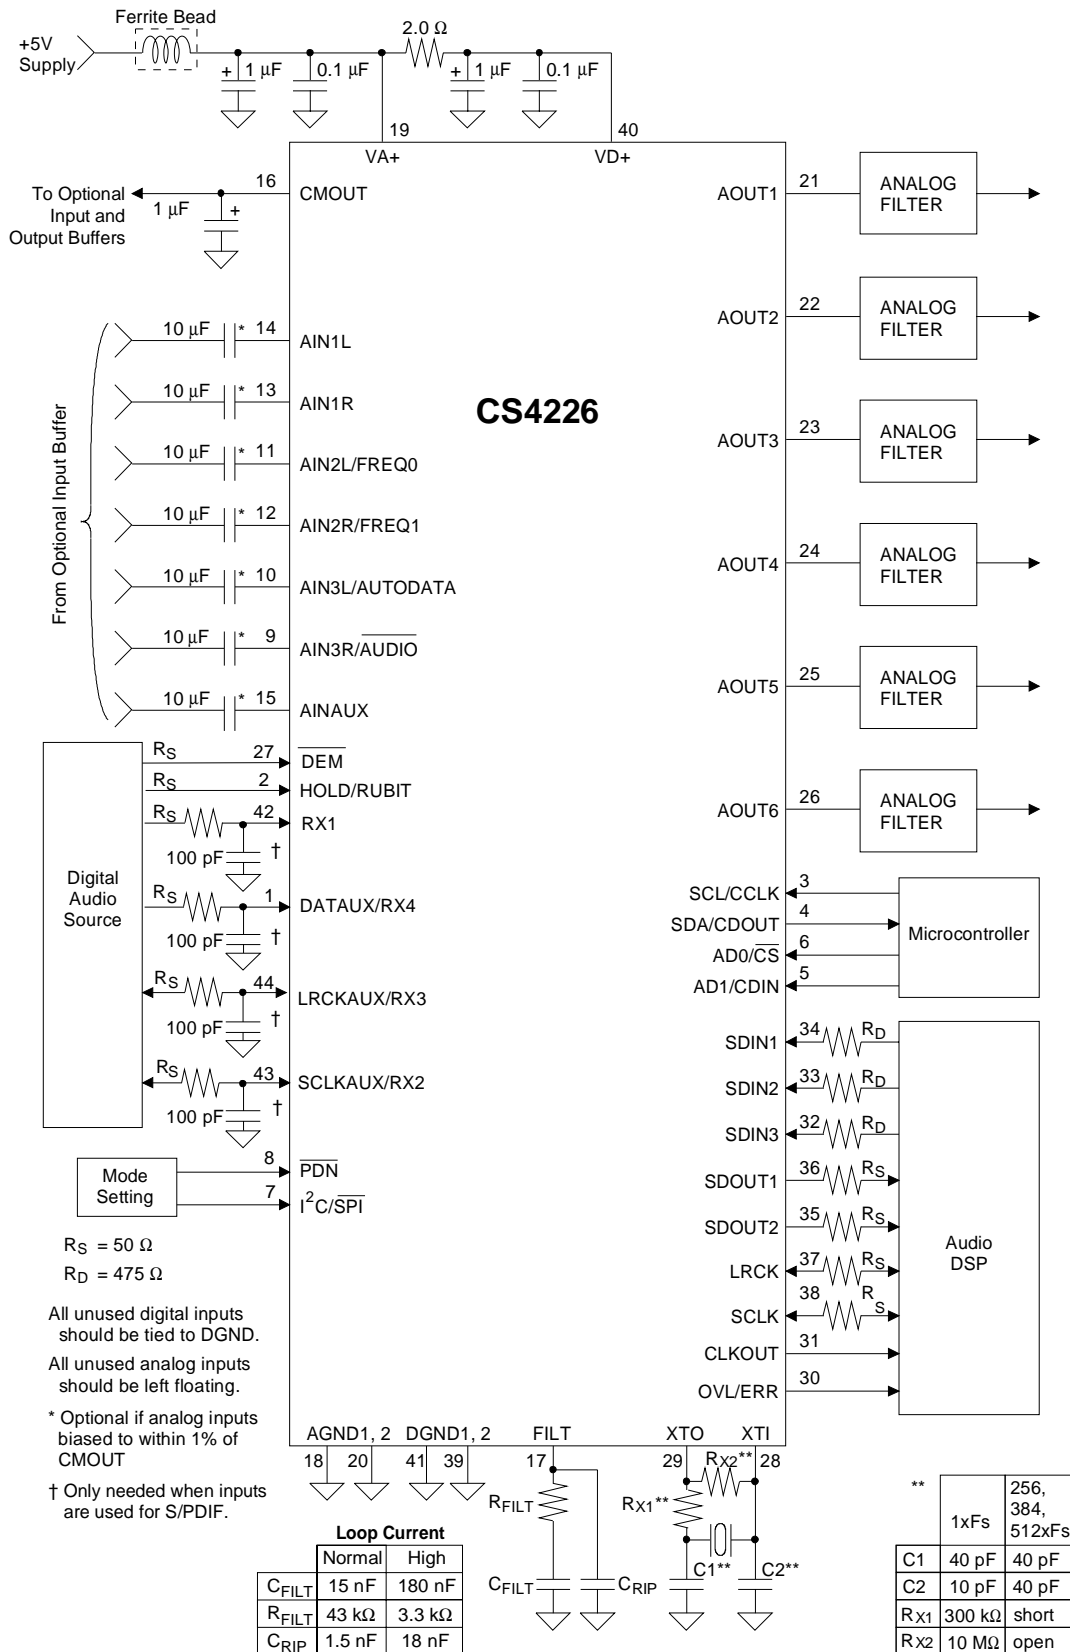 Ferrite Bead
+5V
Supply
2.0 Ω
+ 1 μF
0.1 μF
+ 1 μF
0.1 μF
19
40
VA+
VD+
To Optional
Input and
Output Buffers
1 μF
+
16
CMOUT
CS4226
From Optional Input Buffer
10 μF * 14 AIN1L
10 μF * 13 AIN1R
10 μF * 11 AIN2L/FREQ0
10 μF * 12 AIN2R/FREQ1
10 μF * 10 AIN3L/AUTODATA
10 μF * 9 AIN3R/AUDIO
10 μF * 15 AINAUX
Digital
Audio
Source
RS 27 DEM
RS 2 HOLD/RUBIT
RS 42 RX1
100 pF †
RS 1 DATAUX/RX4
100 pF †
RS 44 LRCKAUX/RX3
100 pF †
RS 43 SCLKAUX/RX2
100 pF †
Mode
Setting
8 PDN
7 I2C/SPI
AOUT1 21 ANALOG
FILTER
AOUT2 22 ANALOG
FILTER
AOUT3 23 ANALOG
FILTER
AOUT4 24 ANALOG
FILTER
AOUT5 25 ANALOG
FILTER
AOUT6 26 ANALOG
FILTER
SCL/CCLK 3
SDA/CDOUT 4
AD0/CS 6
AD1/CDIN 5
Microcontroller
SDIN1 34 RD
SDIN2 33 RD
SDIN3 32 RD
SDOUT1 36 RS
SDOUT2 35 RS
LRCK 37 RS
SCLK 38 RS
CLKOUT 31
OVL/ERR 30
Audio
DSP
RS = 50 Ω
RD = 475 Ω
All unused digital inputs
should be tied to DGND.
All unused analog inputs
should be left floating.
* Optional if analog inputs
biased to within 1% of
CMOUT
† Only needed when inputs
are used for S/PDIF.
AGND1, 2 DGND1, 2 FILT XTO XTI
18 20 41 39 17 29 28
RX2**
RX1**
RFILT
C1** C2**
CFILT CRIP
Loop Current
Normal High
CFILT 15 nF 180 nF
RFILT 43 kΩ 3.3 kΩ
CRIP 1.5 nF 18 nF
** 1xFs 256,
384,
512xFs
C1 40 pF 40 pF
C2 10 pF 40 pF
RX1 300 kΩ short
RX2 10 MΩ open